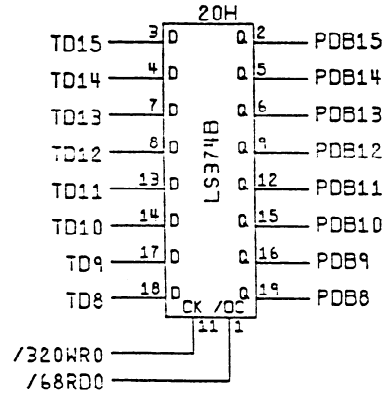 20H
TD15 3 D Q 2 PDB15
TD14 4 D Q 5 PDB14
TD13 7 D Q 6 PDB13
TD12 8 D Q 9 PDB12
TD11 13 D Q 12 PDB11
TD10 14 D Q 15 PDB10
TD9 17 D Q 16 PDB9
TD8 18 D Q 19 PDB8
LS374B
CK /OC
11 1
/320WR0
/68RD0